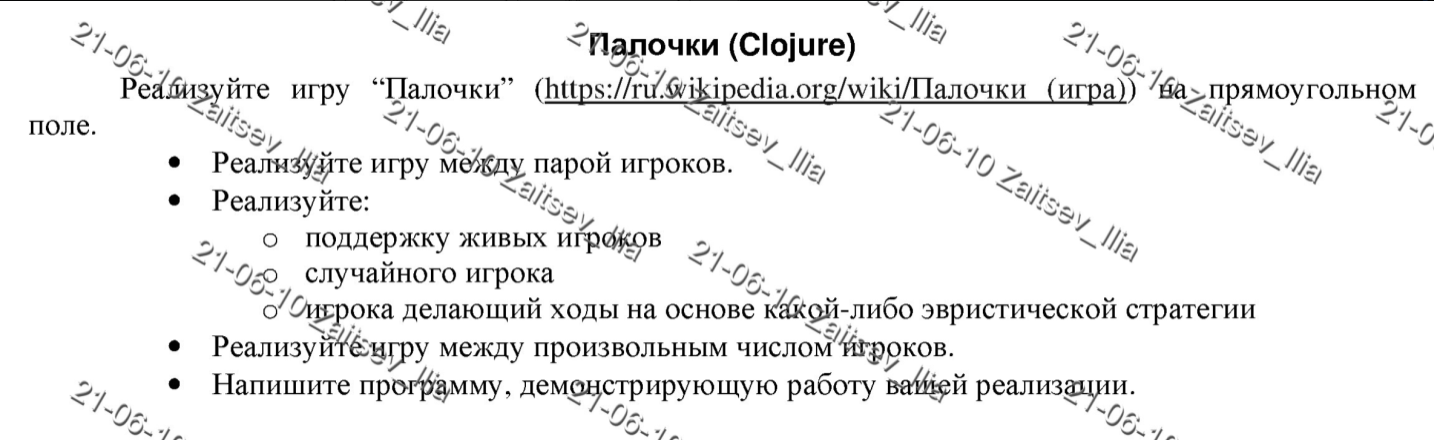 Палочки (Clojure)
Реализуйте игру “Палочки” (https://ru.wikipedia.org/wiki/Палочки (игра)) на прямоугольном
поле.
• Реализуйте игру между парой игроков.
• Реализуйте:
o поддержку живых игроков
o случайного игрока
o игрока делающий ходы на основе какой-либо эвристической стратегии
• Реализуйте игру между произвольным числом игроков.
• Напишите программу, демонстрирующую работу вашей реализации.
21-06-10 Zaitsev_Ilia